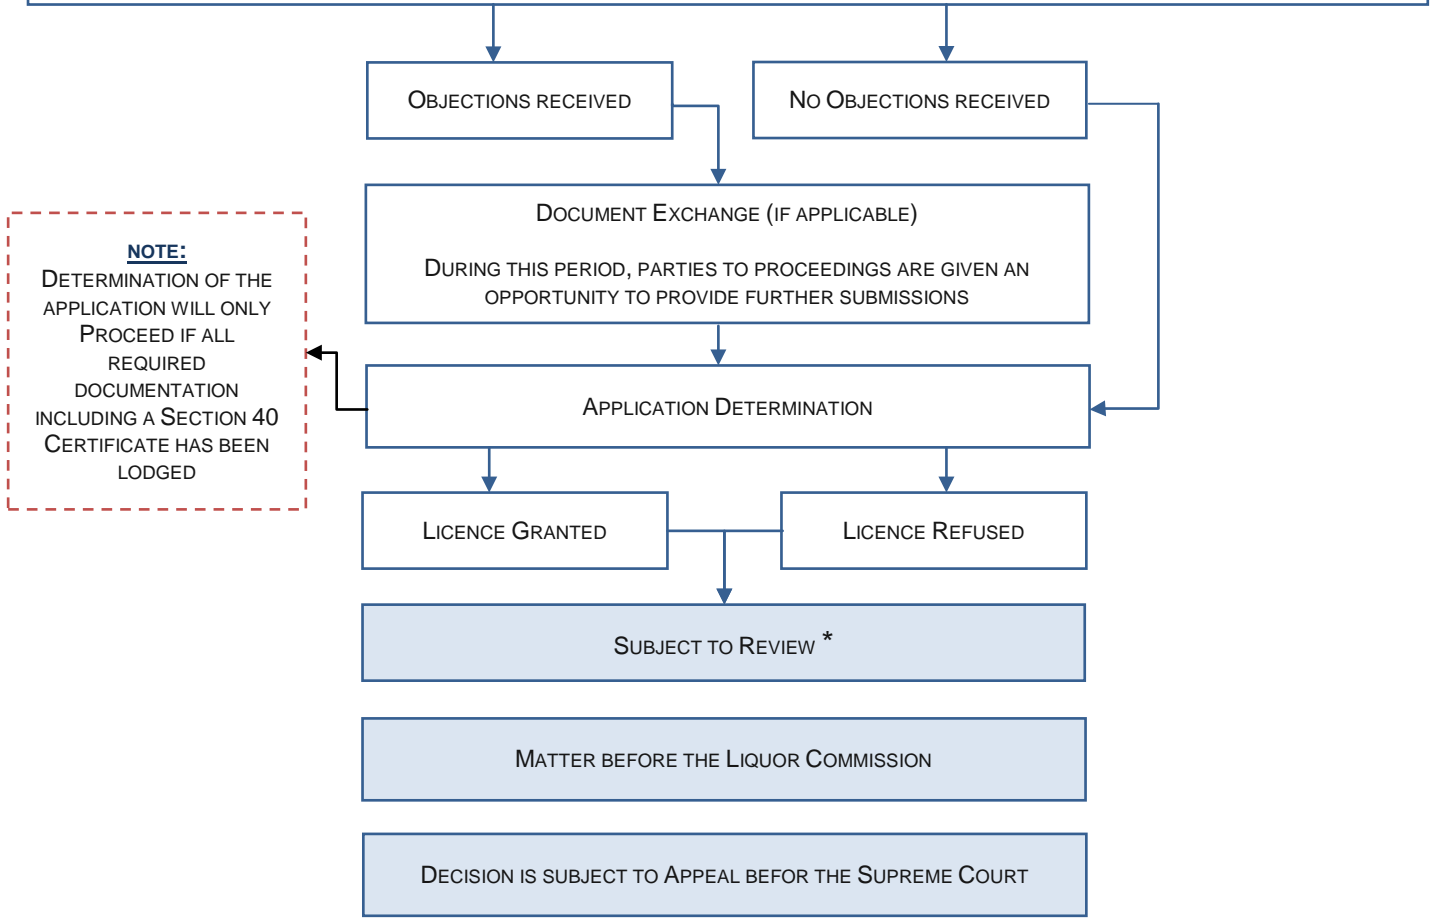 OBJECTIONS RECEIVED
NO OBJECTIONS RECEIVED
DOCUMENT EXCHANGE (IF APPLICABLE)
DURING THIS PERIOD, PARTIES TO PROCEEDINGS ARE GIVEN AN
OPPORTUNITY TO PROVIDE FURTHER SUBMISSIONS
NOTE:
DETERMINATION OF THE
APPLICATION WILL ONLY
PROCEED IF ALL
REQUIRED
DOCUMENTATION
INCLUDING A SECTION 40
CERTIFICATE HAS BEEN
LODGED
APPLICATION DETERMINATION
LICENCE GRANTED
LICENCE REFUSED
SUBJECT TO REVIEW *
MATTER BEFORE THE LIQUOR COMMISSION
DECISION IS SUBJECT TO APPEAL BEFOR THE SUPREME COURT